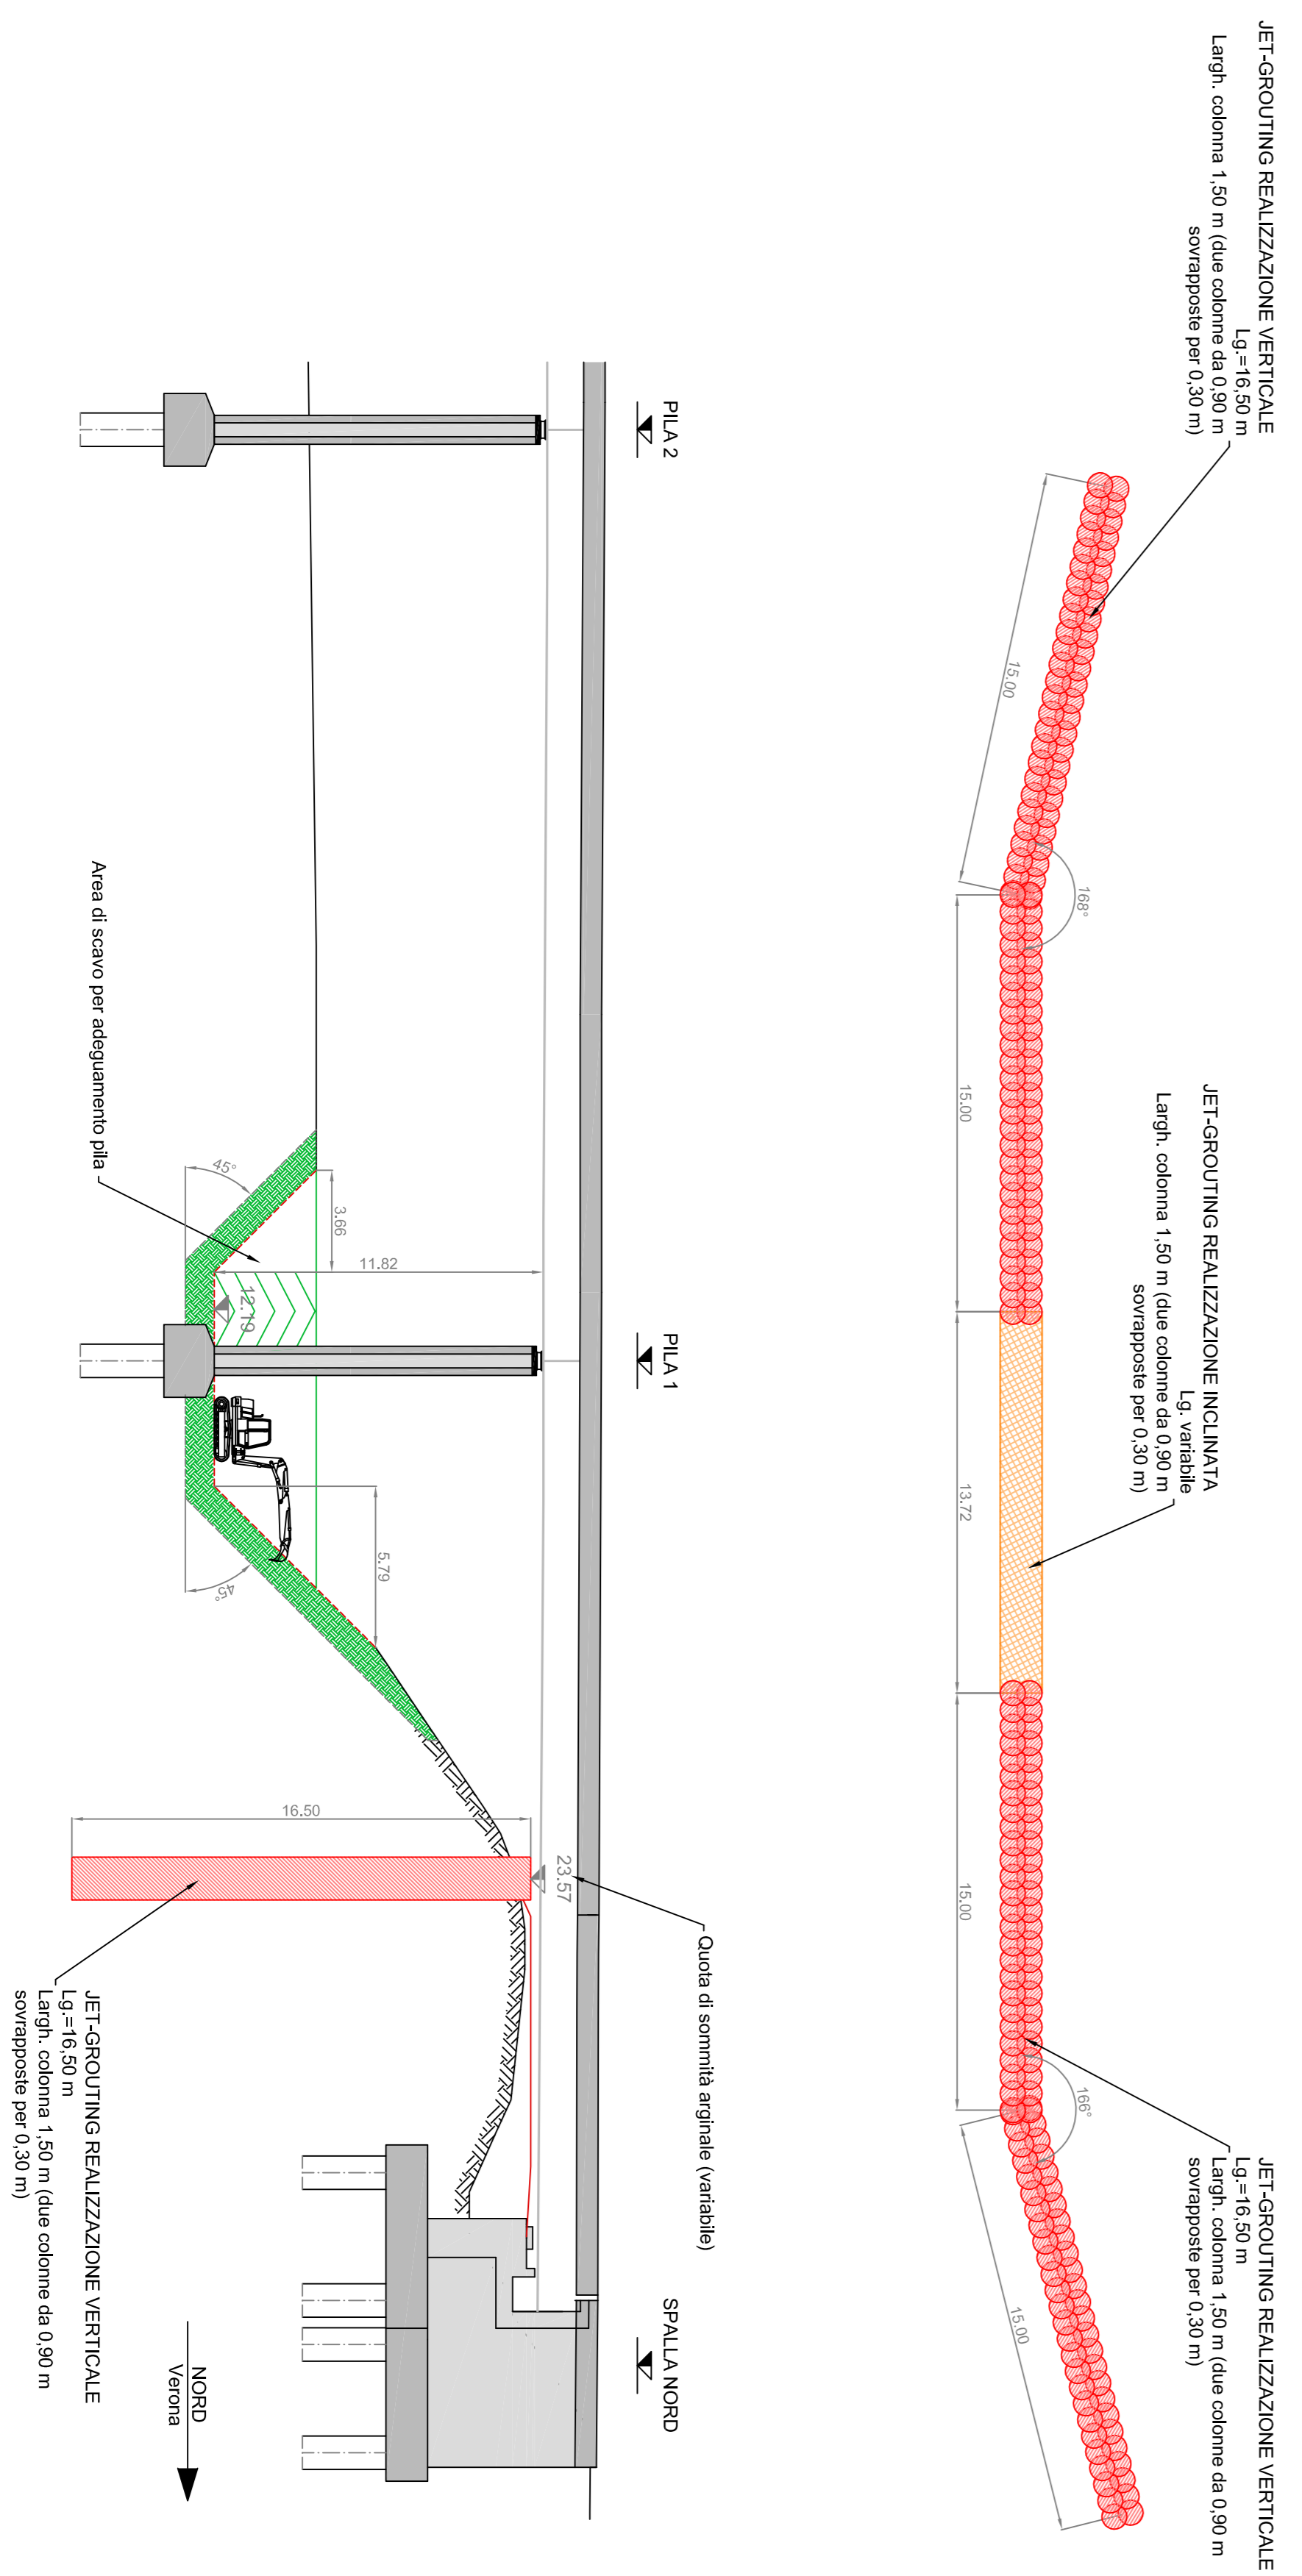 JET-GROUTING REALIZZAZIONE VERTICALE
Lg.=16,50 m
Largh. colonna 1,50 m (due colonne da 0,90 m
sovrapposte per 0,30 m)
JET-GROUTING REALIZZAZIONE INCLINATA
Lg. variabile
Largh. colonna 1,50 m (due colonne da 0,90 m
sovrapposte per 0,30 m)
JET-GROUTING REALIZZAZIONE VERTICALE
Lg.=16,50 m
Largh. colonna 1,50 m (due colonne da 0,90 m
sovrapposte per 0,30 m)
168°
166°
15.00
15.00
13.72
15.00
15.00
PILA 2
PILA 1
SPALLA NORD
Quota di sommità arginale (variabile)
23.57
11.82
3.66
5.79
12.19
45°
45°
16.50
Area di scavo per adeguamento pila
JET-GROUTING REALIZZAZIONE VERTICALE
Lg.=16,50 m
Largh. colonna 1,50 m (due colonne da 0,90 m
sovrapposte per 0,30 m)
NORD
Verona